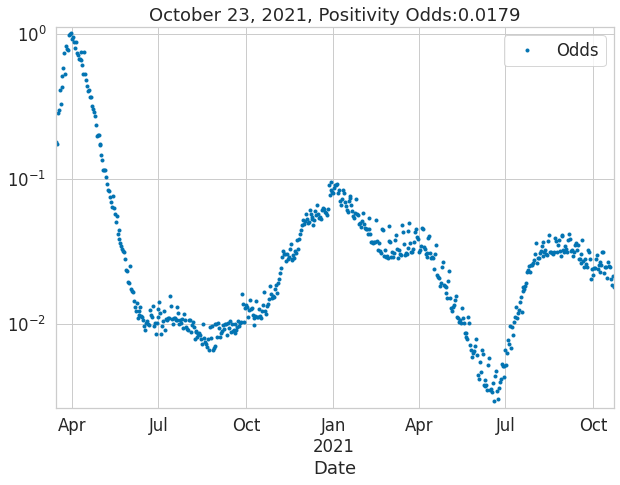 October 23, 2021, Positivity Odds:0.0179
10⁰
Odds
10⁻¹
10⁻²
Apr Jul Oct Jan Apr Jul Oct
2021
Date